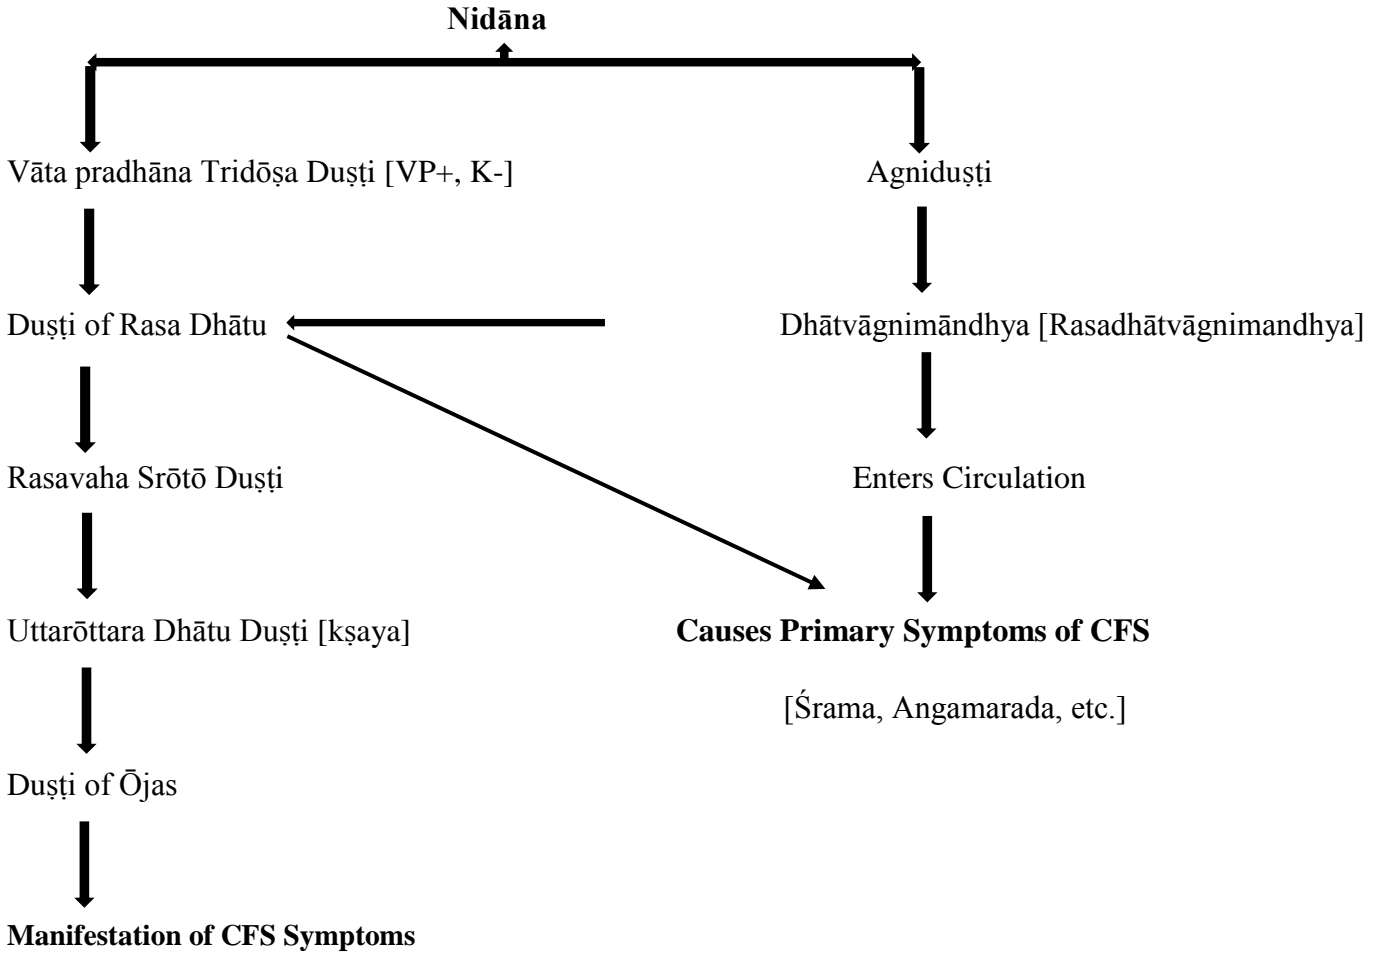 Nidāna
Vāta pradhāna Tridōṣa Duṣṭi [VP+, K-]
Agniduṣṭi
Duṣṭi of Rasa Dhātu
Dhātvāgnimāndhya [Rasadhātvāgnimandhya]
Rasavaha Srōtō Duṣṭi
Enters Circulation
Uttarōttara Dhātu Duṣṭi [kṣaya]
Causes Primary Symptoms of CFS
[Śrama, Angamarada, etc.]
Duṣṭi of Ōjas
Manifestation of CFS Symptoms